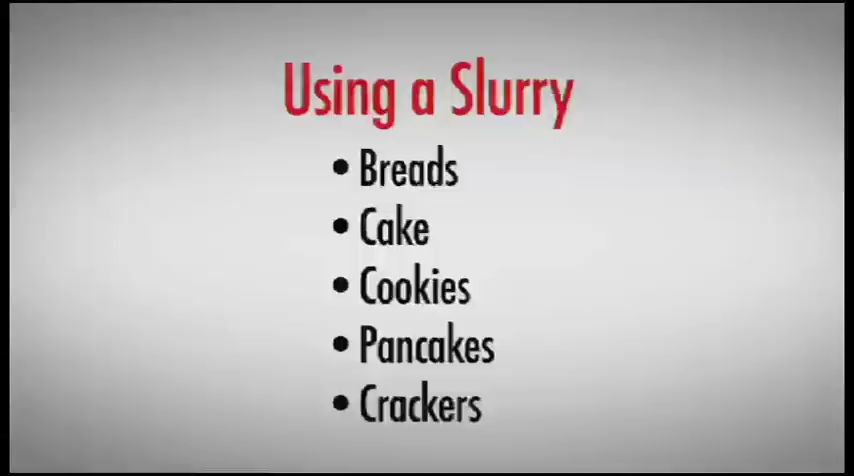 Using a Slurry
• Breads
• Cake
• Cookies
• Pancakes
• Crackers